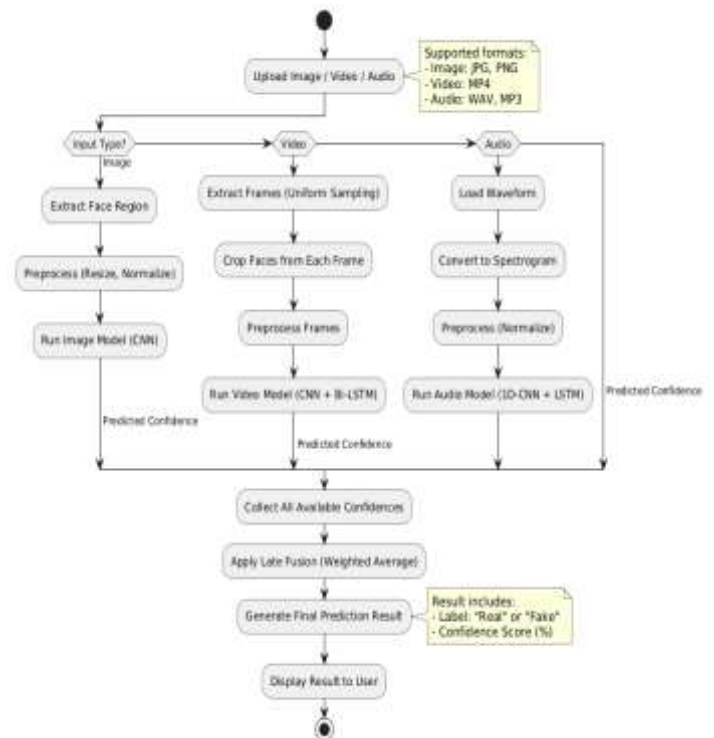 Upload Image / Video / Audio
Supported formats:
- Image: JPG, PNG
- Video: MP4
- Audio: WAV, MP3
Input Type?
Image
Video
Audio
Extract Face Region
Preprocess (Resize, Normalize)
Run Image Model (CNN)
Predicted Confidence
Extract Frames (Uniform Sampling)
Crop Faces from Each Frame
Preprocess Frames
Run Video Model (CNN + Bi-LSTM)
Predicted Confidence
Load Waveform
Convert to Spectrogram
Preprocess (Normalize)
Run Audio Model (1D-CNN + LSTM)
Predicted Confidence
Collect All Available Confidences
Apply Late Fusion (Weighted Average)
Generate Final Prediction Result
Result includes:
- Label: "Real" or "Fake"
- Confidence Score (%)
Display Result to User